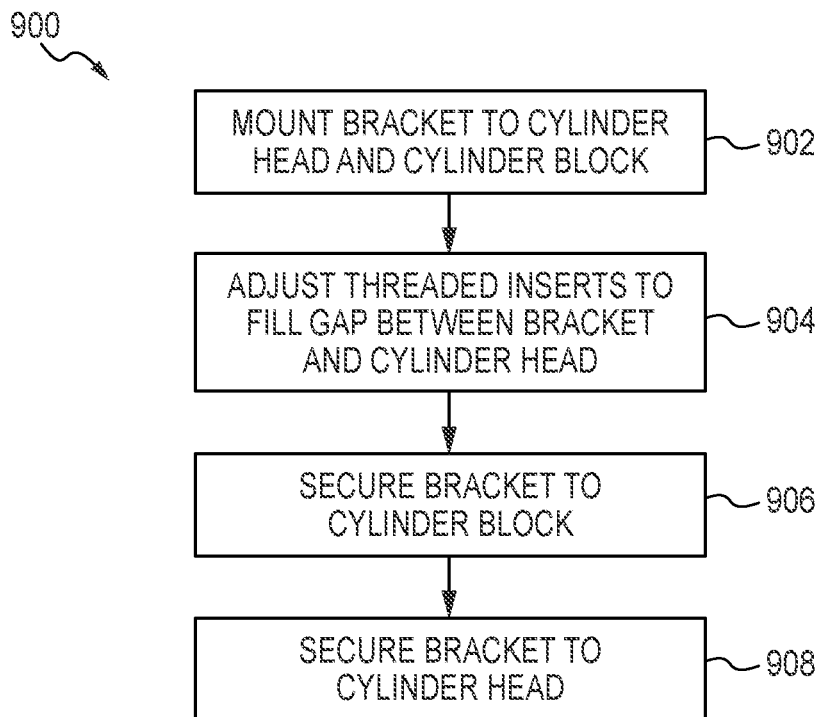 900
MOUNT BRACKET TO CYLINDER
HEAD AND CYLINDER BLOCK
902
ADJUST THREADED INSERTS TO
FILL GAP BETWEEN BRACKET
AND CYLINDER HEAD
904
SECURE BRACKET TO
CYLINDER BLOCK
906
SECURE BRACKET TO
CYLINDER HEAD
908